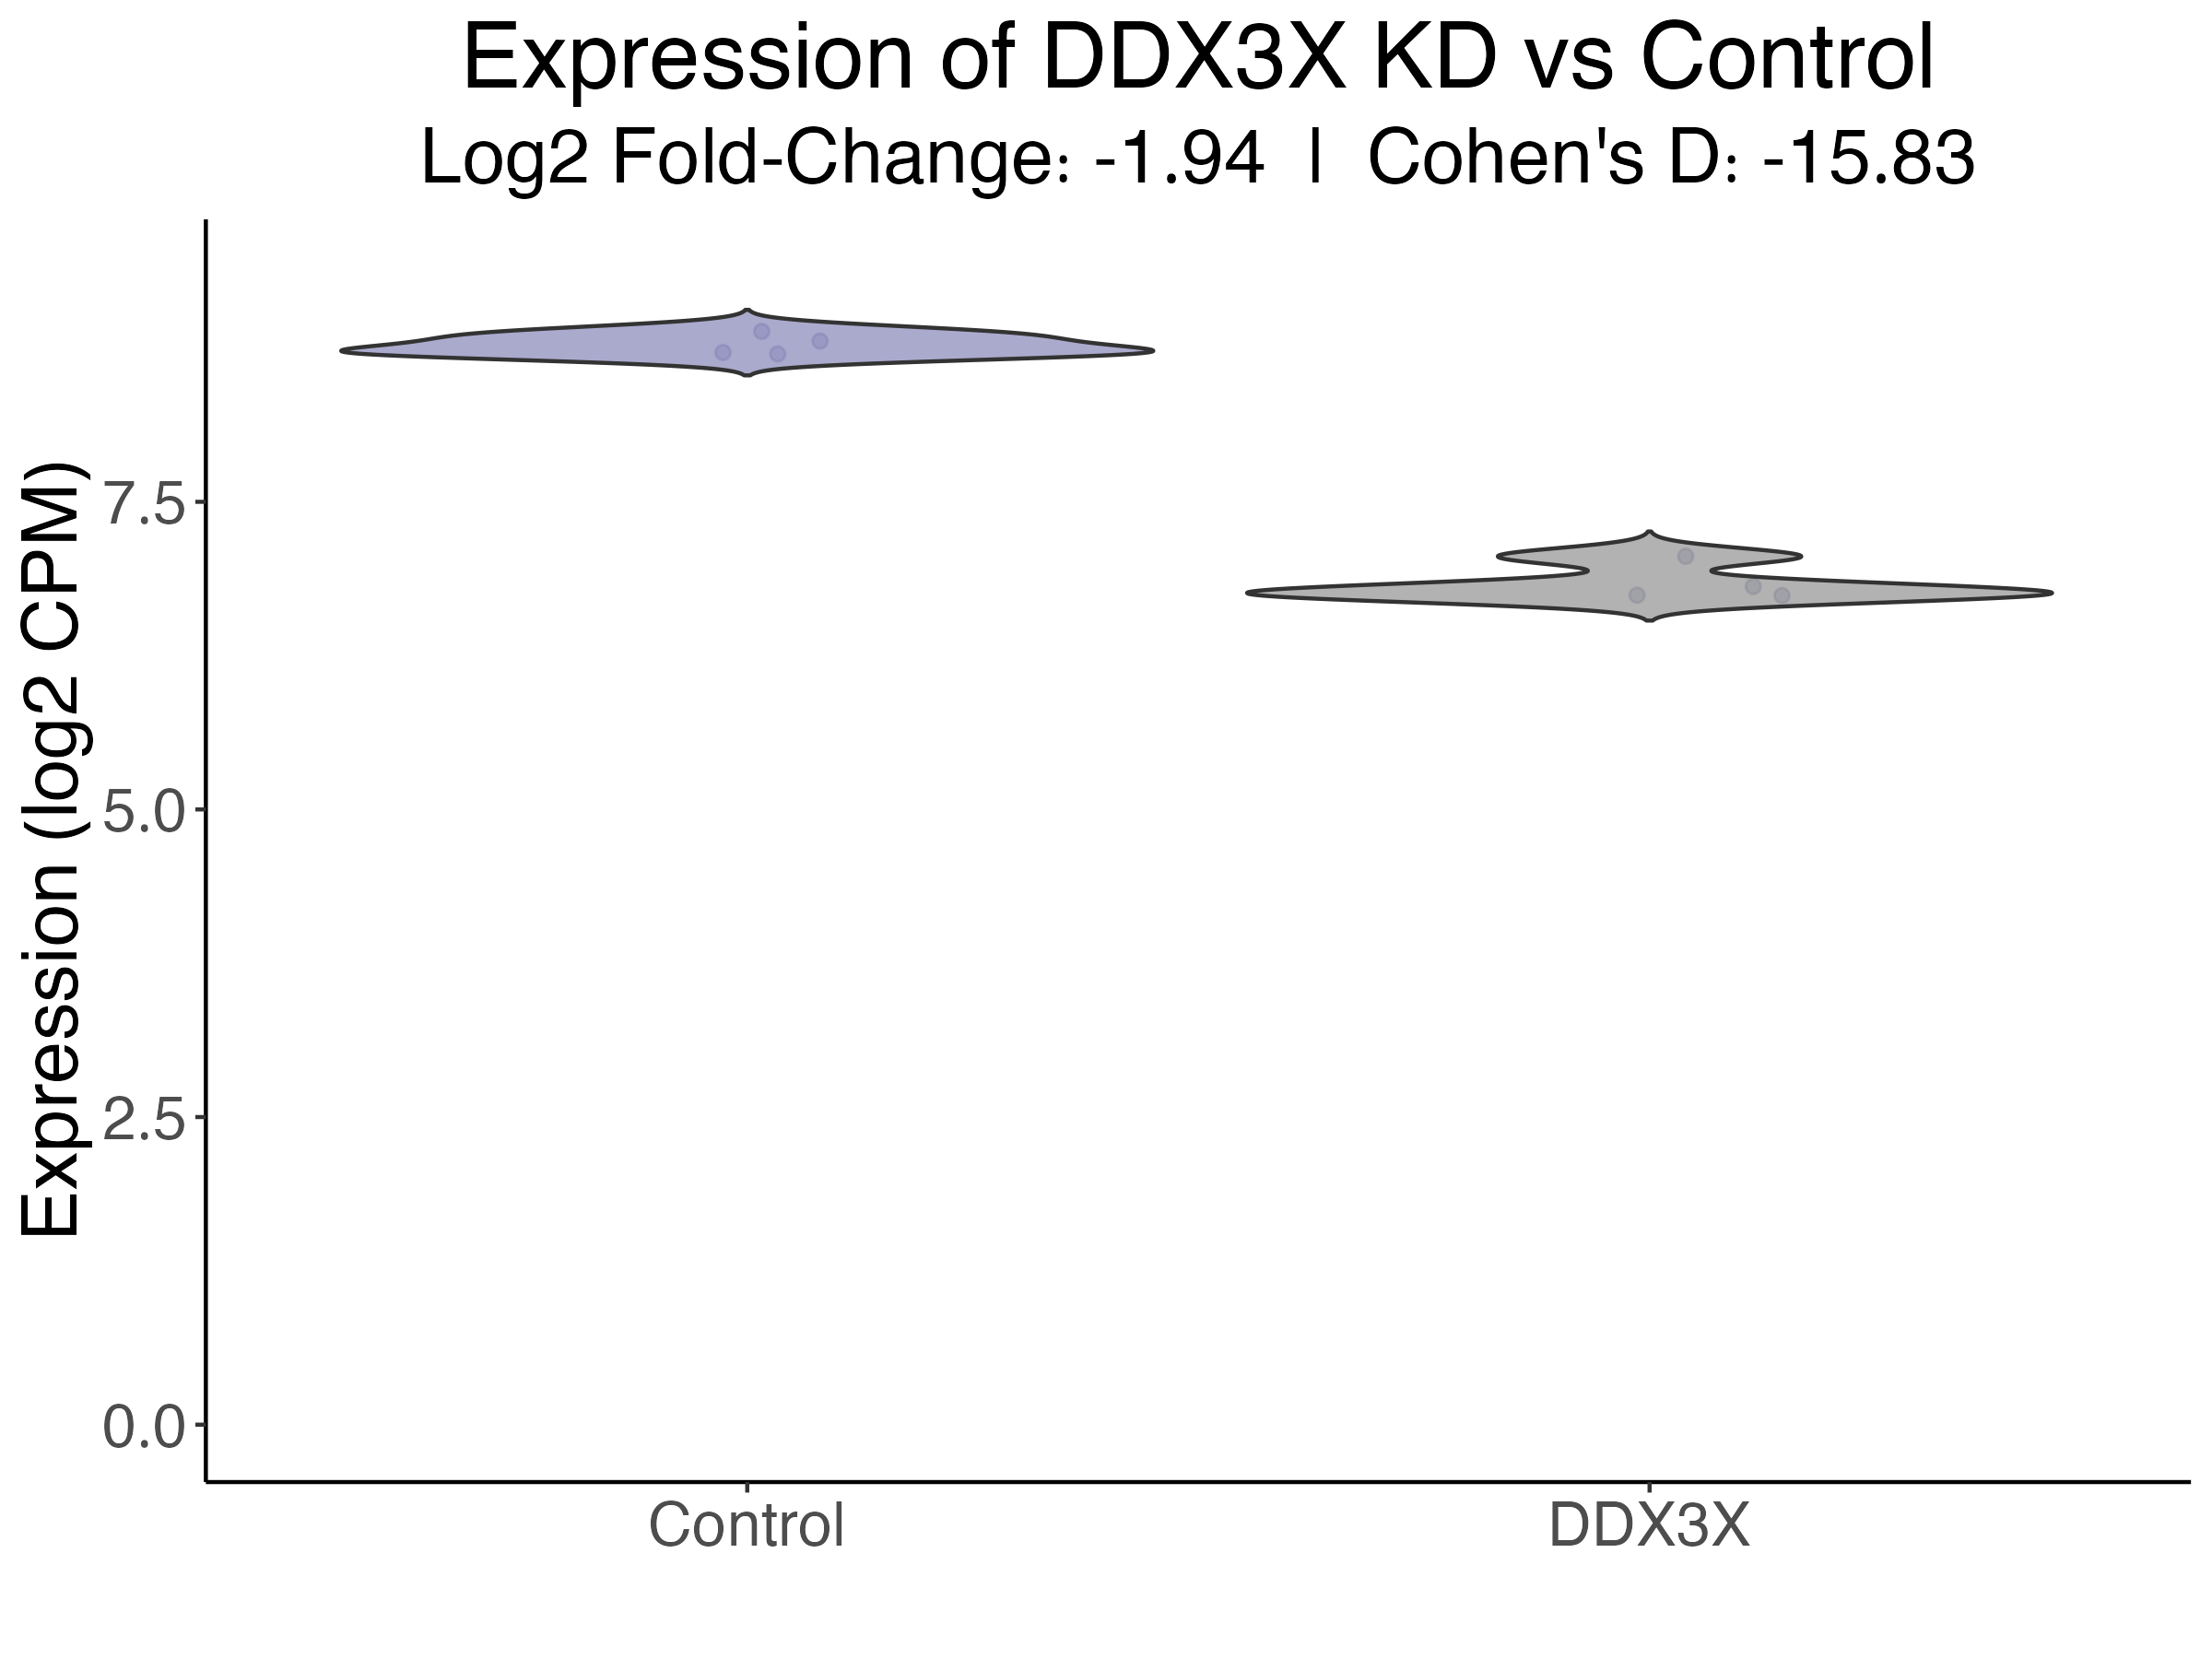 Expression of DDX3X KD vs Control
Log2 Fold-Change: -1.94 | Cohen's D: -15.83
Expression (log2 CPM)
7.5
5.0
2.5
0.0
Control
DDX3X